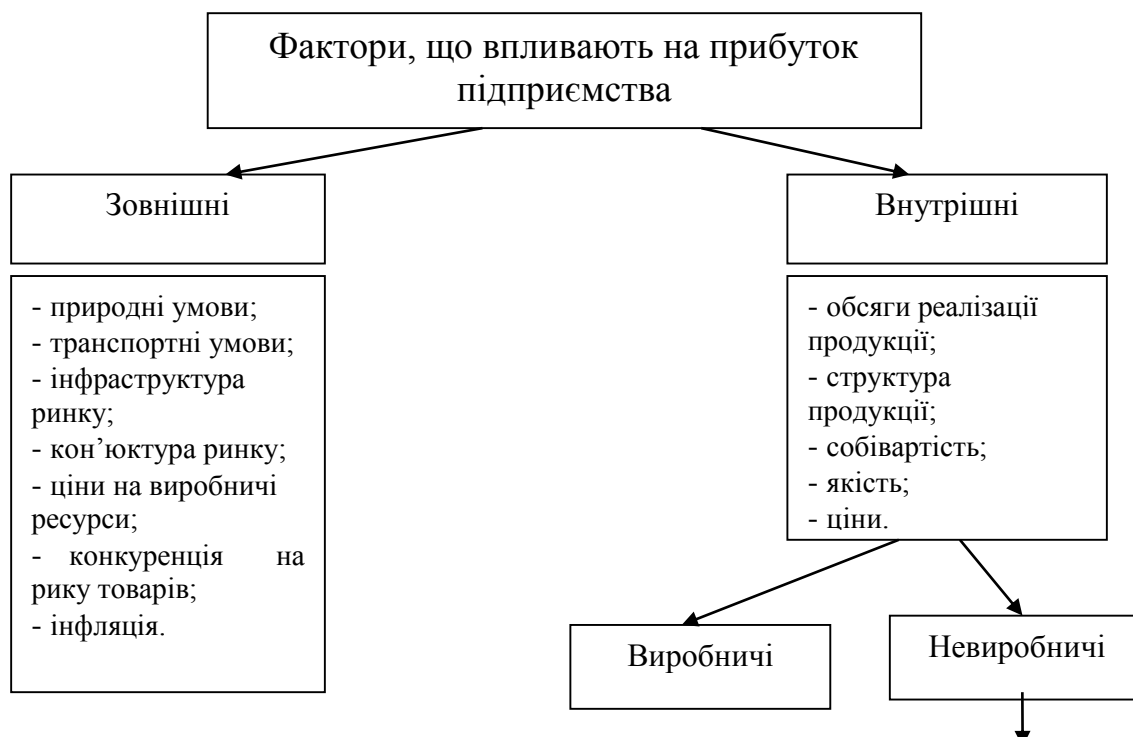 Фактори, що впливають на прибуток
підприємства
Зовнішні
- природні умови;
- транспортні умови;
- інфраструктура
ринку;
- кон’юктура ринку;
- ціни на виробничі
ресурси;
- конкуренція на
рику товарів;
- інфляція.
Внутрішні
- обсяги реалізації
продукції;
- структура
продукції;
- собівартість;
- якість;
- ціни.
Виробничі
Невиробничі